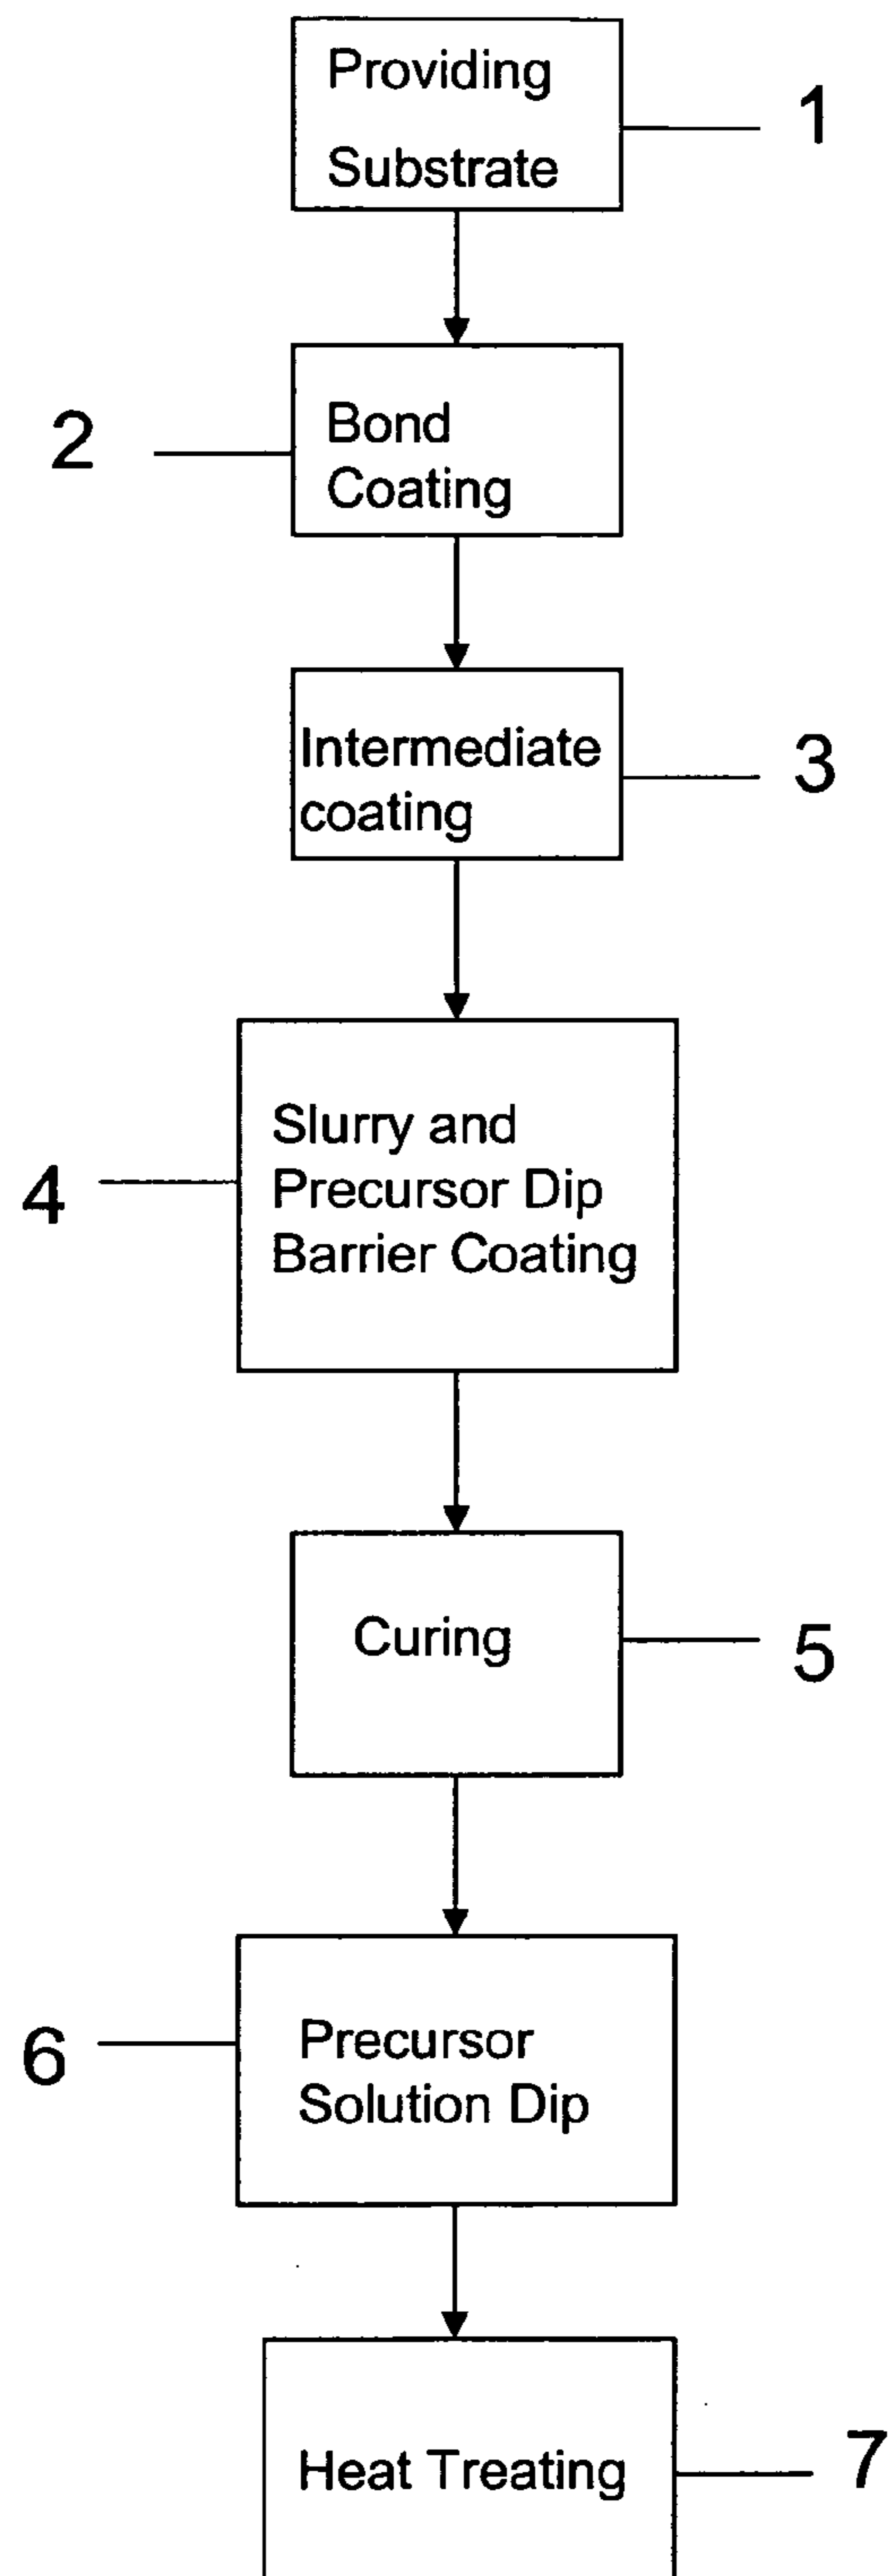 Providing
Substrate
1
2
Bond
Coating
Intermediate
coating
3
4
Slurry and
Precursor Dip
Barrier Coating
Curing
5
6
Precursor
Solution Dip
Heat Treating
7